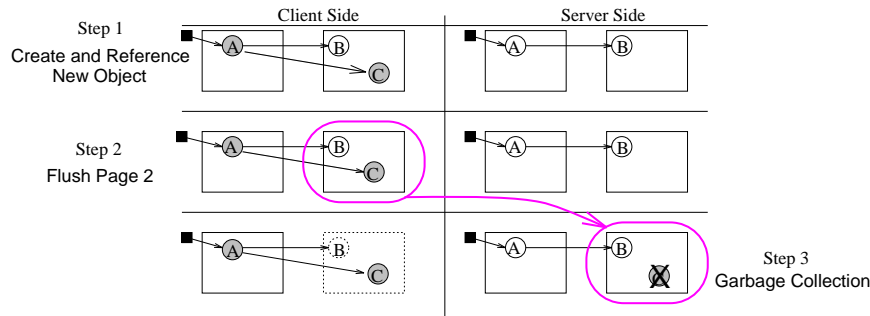 Client Side Server Side
Step 1
Create and Reference
New Object
A B C A B
Step 2
Flush Page 2
A B C A B
A B C A B
Step 3
Garbage Collection